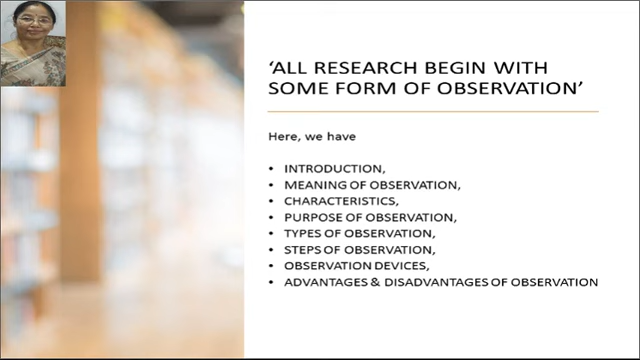 ‘ALL RESEARCH BEGIN WITH
SOME FORM OF OBSERVATION’
Here, we have
• INTRODUCTION,
• MEANING OF OBSERVATION,
• CHARACTERISTICS,
• PURPOSE OF OBSERVATION,
• TYPES OF OBSERVATION,
• STEPS OF OBSERVATION,
• OBSERVATION DEVICES,
• ADVANTAGES & DISADVANTAGES OF OBSERVATION